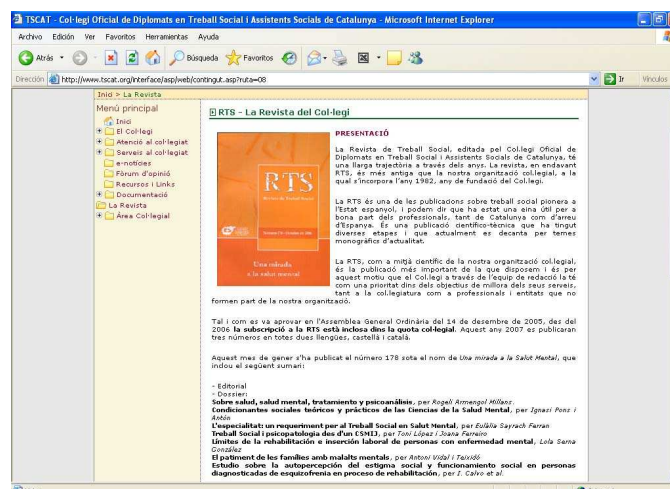 TSCAT - Col·legi Oficial de Diplomats en Treball Social i Assistents Socials de Catalunya - Microsoft Internet Explorer
Archivo Edición Ver Favoritos Herramientas Ayuda
Atrás Búsqueda Favoritos
Dirección http://www.tscat.org/interface/asp/web/contingut.asp?ruta=08 Ir Vínculos
Inici > La Revista
Menú principal
Inici
El Col·legi
Atenció al col·legiat
Serveis al col·legiat
e-notícies
Fòrum d'opinió
Recursos i Links
Documentació
La Revista
Àrea Col·legial
RTS - La Revista del Col·legi
RTS
Revista de Treball Social
Una mirada
a la salut mental
PRESENTACIÓ
La Revista de Treball Social, editada pel Col.legi Oficial de
Diplomats en Treball Social i Assistents Socials de Catalunya, té
una llarga trajectòria a través dels anys. La revista, en endavant
RTS, és més antiga que la nostra organització col.legial, a la
qual s'incorpora l'any 1982, any de fundació del Col.legi.
La RTS és una de les publicacions sobre treball social pionera a
l'Estat espanyol, i podem dir que ha estat una eina útil per a
bona part dels professionals, tant de Catalunya com d'arreu
d'Espanya. És una publicació científico-tècnica que ha tingut
diverses etapes i que actualment es decanta per temes
monogràfics d'actualitat.
La RTS, com a mitjà científic de la nostra organització col·legial,
és la publicació més important de la que disposem i és per
aquest motiu que el Col·legi a través de l'equip de redacció la té
com una prioritat dins dels objectius de millora dels seus serveis,
tant a la col.legiatura com a professionals i entitats que no
formen part de la nostra organització.
Tal i com es va aprovar en l'Assemblea General Ordinària del 14 de desembre de 2005, des del
2006 la subscripció a la RTS està inclosa dins la quota col·legial. Aquest any 2007 es publicaran
tres números en totes dues llengües, castellà i català.
Aquest mes de gener s'ha publicat el número 178 sota el nom de Una mirada a la Salut Mental, que
inclou el següent sumari:
- Editorial
- Dossier:
Sobre salud, salud mental, tratamiento y psicoanálisis, per Rogeli Armengol Millans.
Condicionantes sociales teóricos y prácticos de las Ciencias de la Salud Mental, per Ignasi Pons i
Antón
L'especialitat: un requeriment per al Treball Social en Salut Mental, per Eulàlia Sayrach Ferran
Treball Social i psicopatologia des d'un CSMIJ, per Toni López i Joana Farreiro
Límites de la rehabilitación e inserción laboral de personas con enfermedad mental, Lola Serna
González
El patiment de les famílies amb malalts mentals, per Antoni Vidal i Teixidó
Estudio sobre la autopercepción del estigma social y funcionamiento social en personas
diagnosticadas de esquizofrenia en proceso de rehabilitación, per I. Calvo et al.